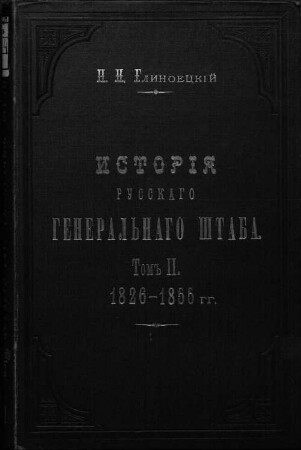 Н. П. Глиноецкій
ИСТОРІЯ
РУССКАГО
ГЕНЕРАЛЬНАГО ШТАБА.
Томъ II.
1826–1855 гг.